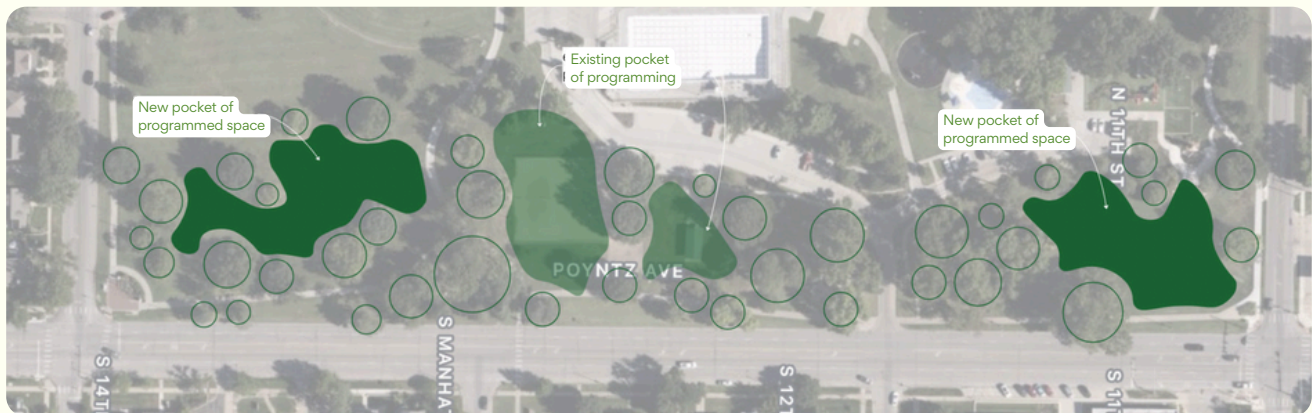 Existing pocket
of programming
New pocket of
programmed space
New pocket of
programmed space
N 11TH ST
POYNTZ AVE
S 14T
S MANHA
S 12T
S 11